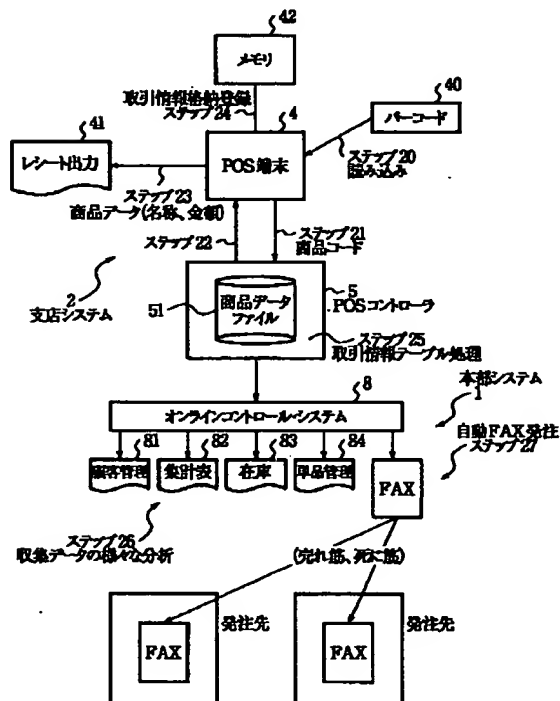 42
メモリ
取引情報格納登録
ステップ24
4
40
バーコード
41
レシート出力
POS端末
ステップ20
読み込み
ステップ23
商品データ(名称、金額)
ステップ22
ステップ21
商品コード
2
支店システム
51
商品データ
ファイル
5
POSコントローラ
ステップ25
取引情報テーブル処理
8
オンラインコントロール・システム
本部システム
1
81
顧客管理
82
集計表
83
在庫
84
単品管理
FAX
自動FAX発注
ステップ27
ステップ26
収集データの様々な分析
(売れ筋、死に筋)
FAX
発注先
FAX
発注先